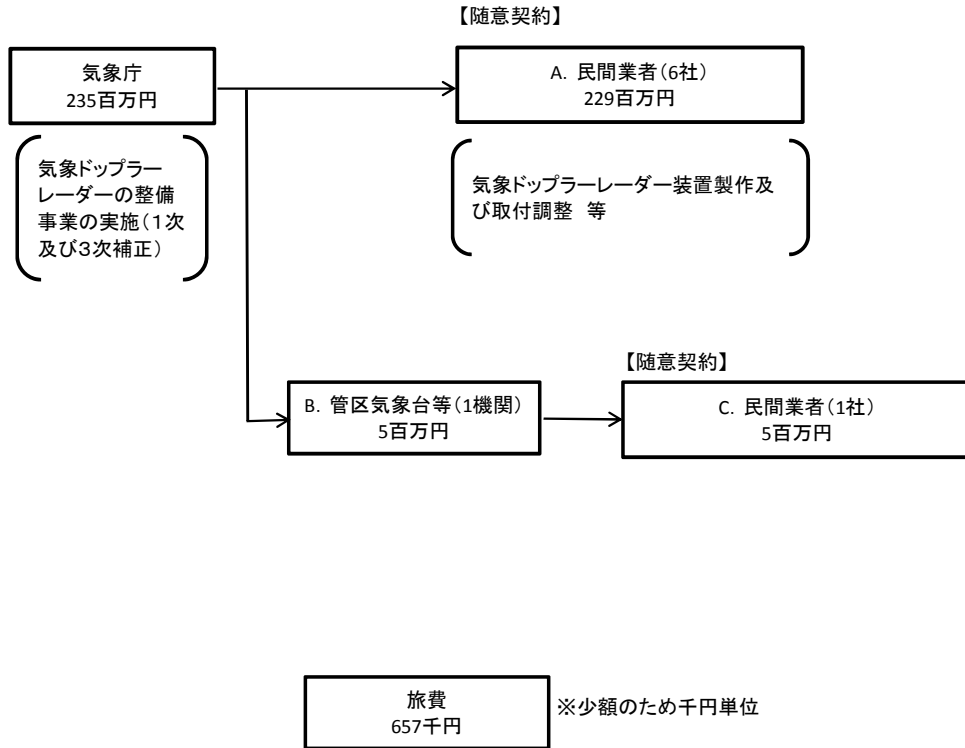 【随意契約】
気象庁
235百万円
A. 民間業者(6社)
229百万円
気象ドップラー
レーダーの整備
事業の実施(１次
及び３次補正)
気象ドップラーレーダー装置製作及
び取付調整 等
【随意契約】
B. 管区気象台等(1機関)
5百万円
C. 民間業者(1社)
5百万円
旅費
657千円
※少額のため千円単位